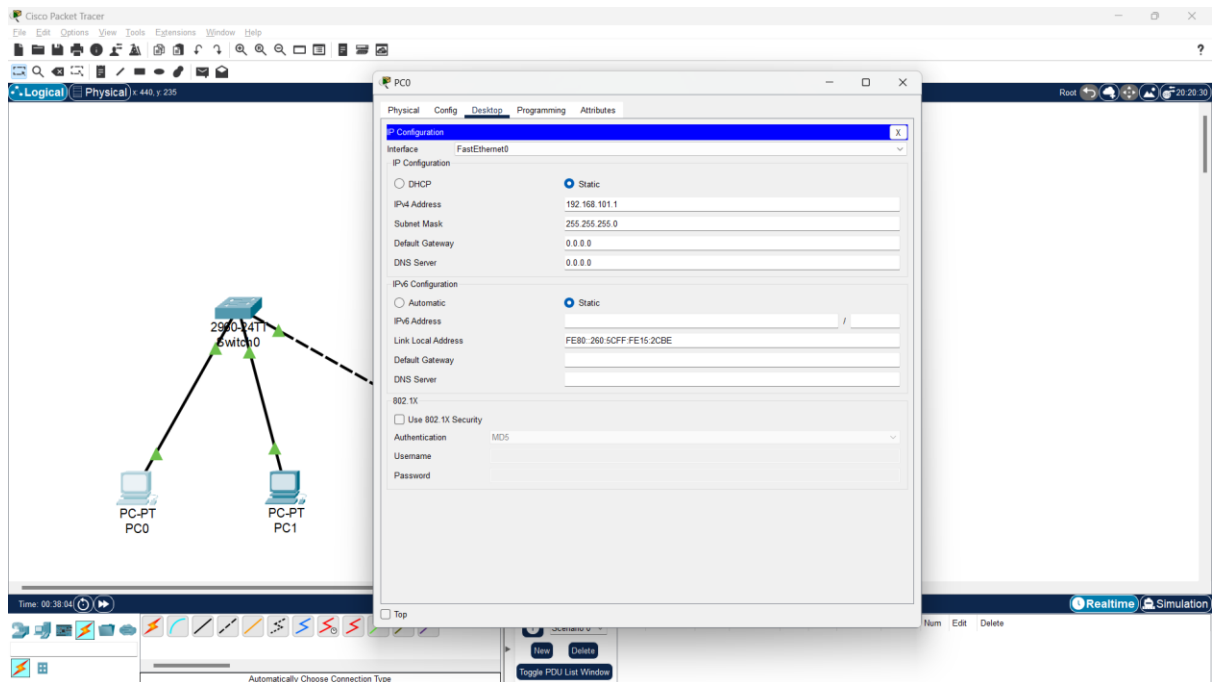 Cisco Packet Tracer
File Edit Options View Tools Extensions Window Help
?
Logical Physical x: 440, y: 235
Root 20:20:30
PC0
Physical Config Desktop Programming Attributes
IP Configuration X
Interface FastEthernet0
IP Configuration
DHCP Static
IPv4 Address 192.168.101.1
Subnet Mask 255.255.255.0
Default Gateway 0.0.0.0
DNS Server 0.0.0.0
IPv6 Configuration
Automatic Static
IPv6 Address /
Link Local Address FE80::260:5CFF:FE15:2CBE
Default Gateway
DNS Server
802.1X
Use 802.1X Security
Authentication MD5
Username
Password
Top
2960-24TT
Switch0
PC-PT
PC0
PC-PT
PC1
Time: 00:38:04
Realtime Simulation
Num Edit Delete
New Delete
Toggle PDU List Window
Automatically Choose Connection Type